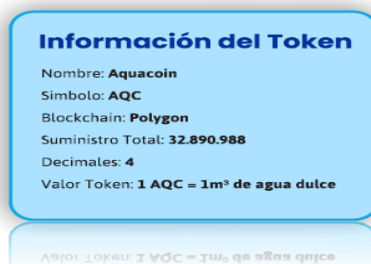 Información del Token
Nombre: Aquacoin
Simbolo: AQC
Blockchain: Polygon
Suministro Total: 32.890.988
Decimales: 4
Valor Token: 1 AQC = 1m³ de agua dulce